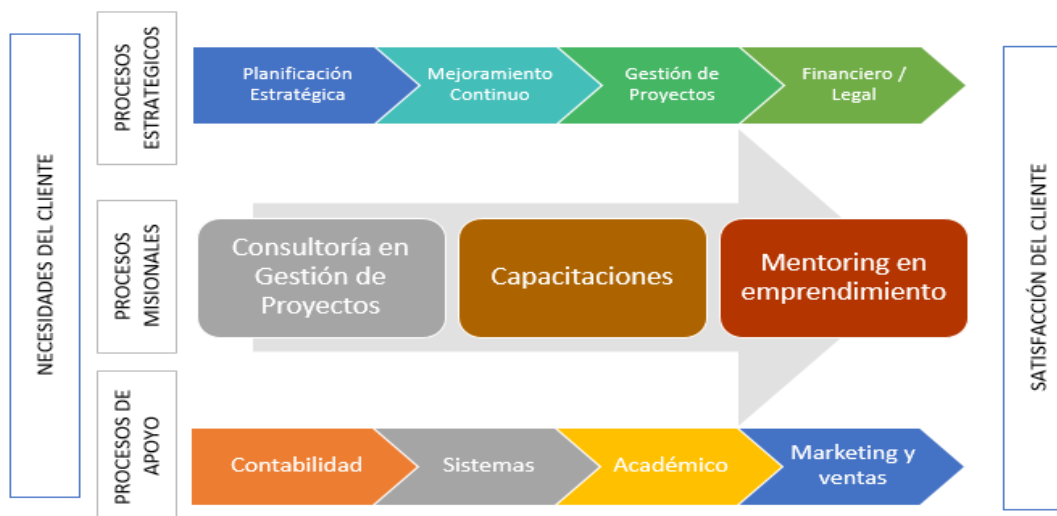 NECESIDADES DEL CLIENTE
PROCESOS
ESTRATEGICOS
Planificación
Estratégica
Mejoramiento
Continuo
Gestión de
Proyectos
Financiero /
Legal
PROCESOS
MISIONALES
Consultoría en
Gestión de
Proyectos
Capacitaciones
Mentoring en
emprendimiento
PROCESOS DE
APOYO
Contabilidad
Sistemas
Académico
Marketing y
ventas
SATISFACCIÓN DEL CLIENTE